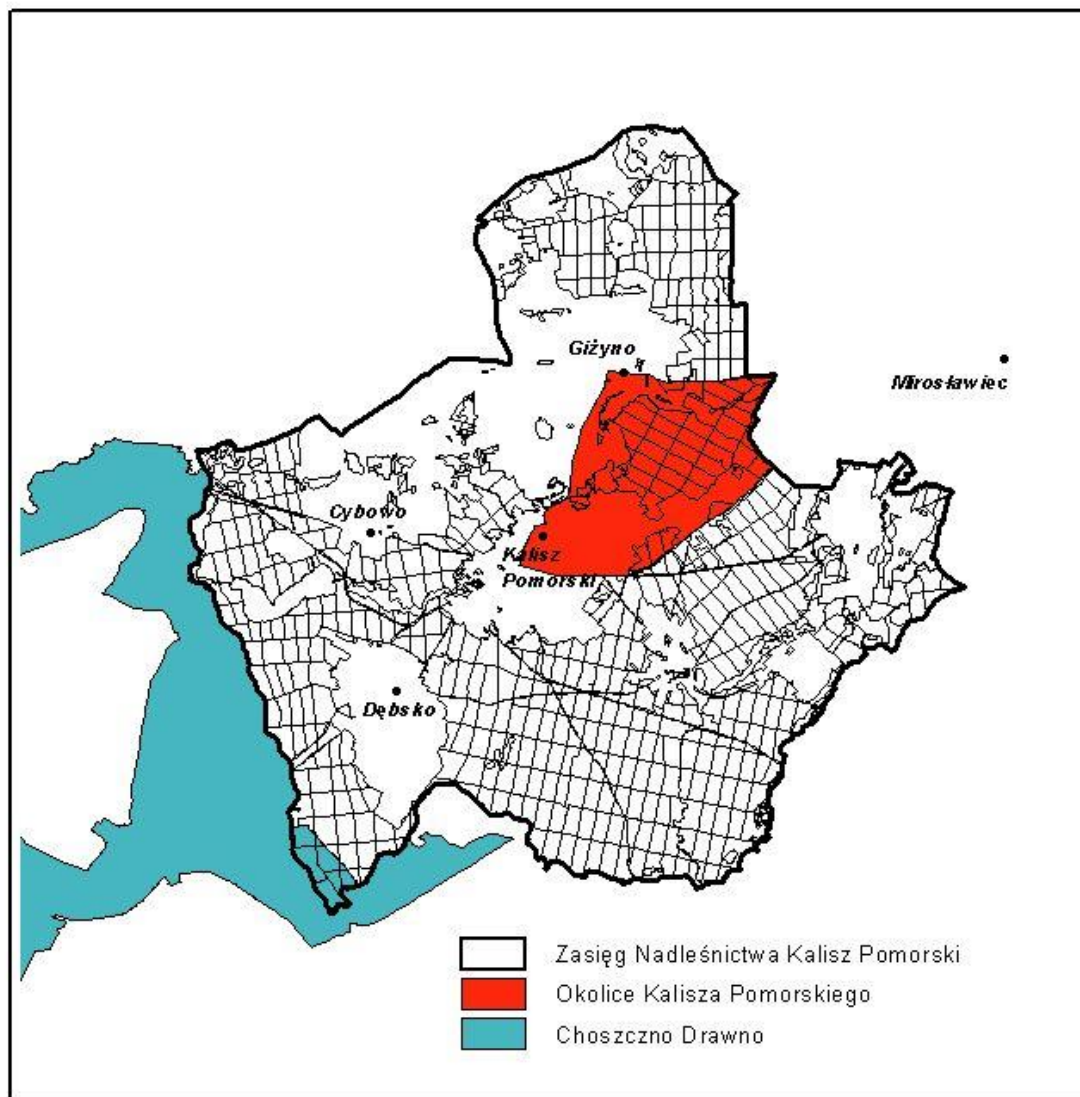 Giżyno
Mirosławiec
Cybowo
Kalisz
Pomorski
Dębsko
Zasięg Nadleśnictwa Kalisz Pomorski
Okolice Kalisza Pomorskiego
Choszczno Drawno